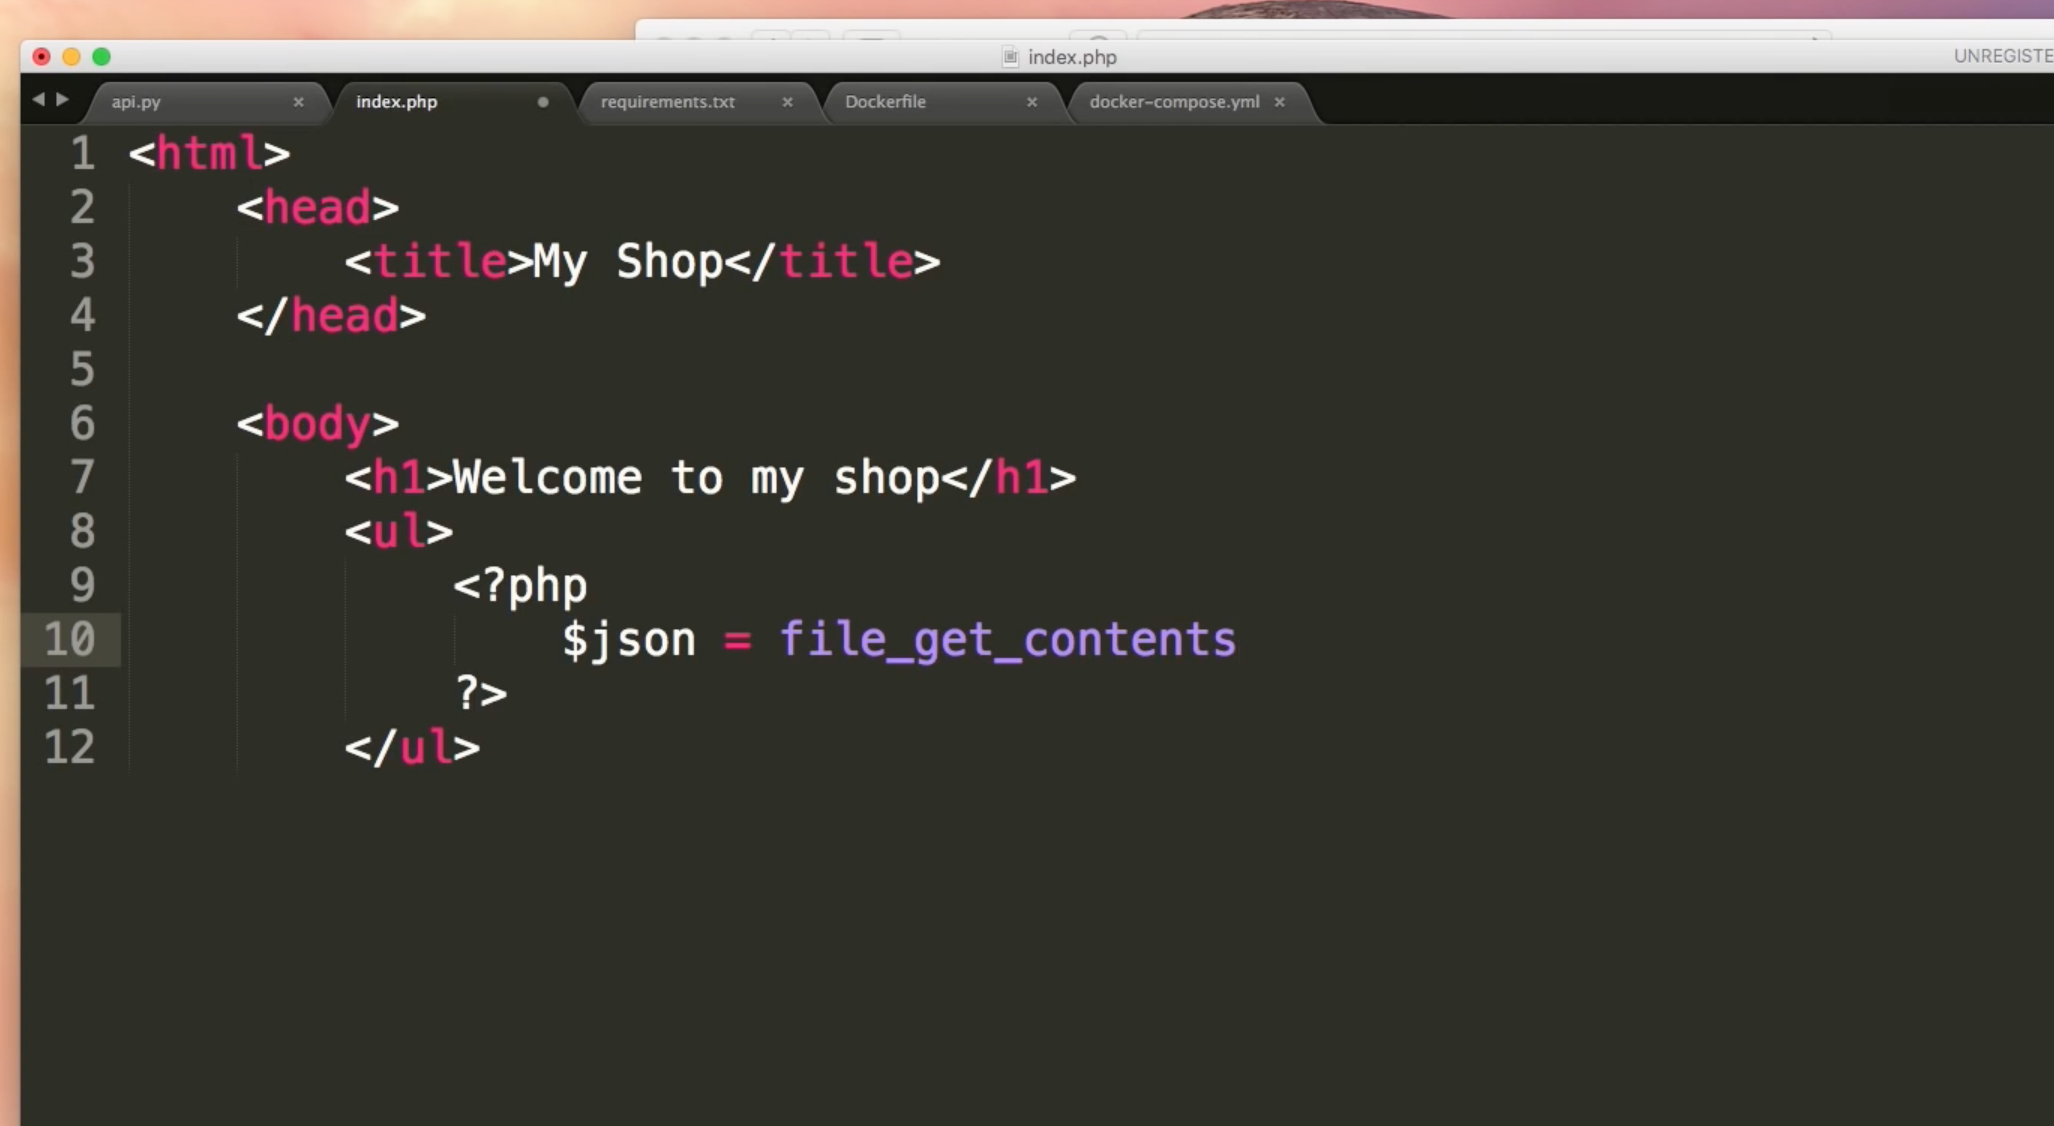 index.php
UNREGISTE
api.py
index.php
requirements.txt
Dockerfile
docker-compose.yml
1 <html>
2     <head>
3         <title>My Shop</title>
4     </head>
5
6     <body>
7         <h1>Welcome to my shop</h1>
8         <ul>
9             <?php
10                $json = file_get_contents
11            ?>
12        </ul>